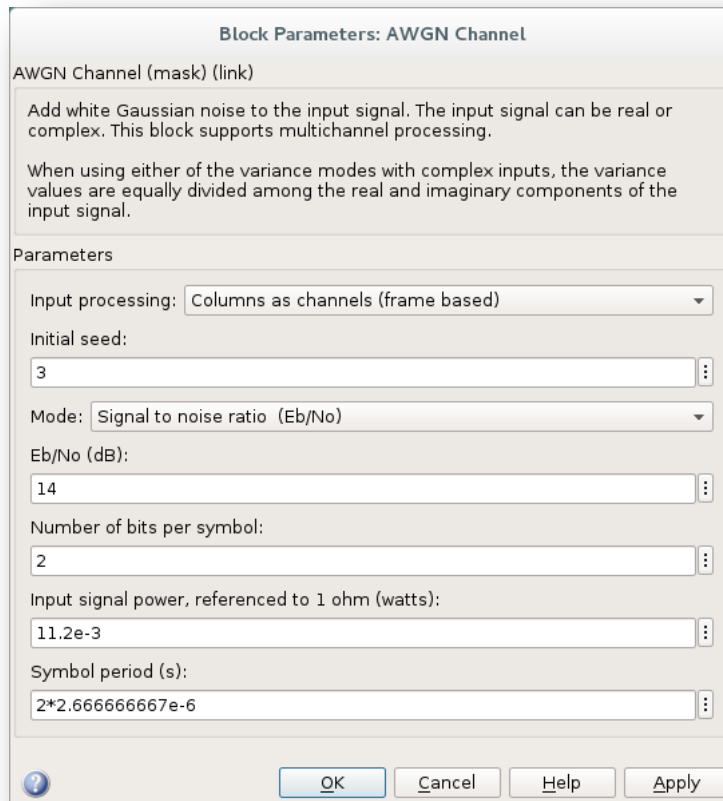 Block Parameters: AWGN Channel
AWGN Channel (mask) (link)
Add white Gaussian noise to the input signal. The input signal can be real or
complex. This block supports multichannel processing.
When using either of the variance modes with complex inputs, the variance
values are equally divided among the real and imaginary components of the
input signal.
Parameters
Input processing: Columns as channels (frame based)
Initial seed:
3
Mode: Signal to noise ratio (Eb/No)
Eb/No (dB):
14
Number of bits per symbol:
2
Input signal power, referenced to 1 ohm (watts):
11.2e-3
Symbol period (s):
2*2.666666667e-6
? OK Cancel Help Apply